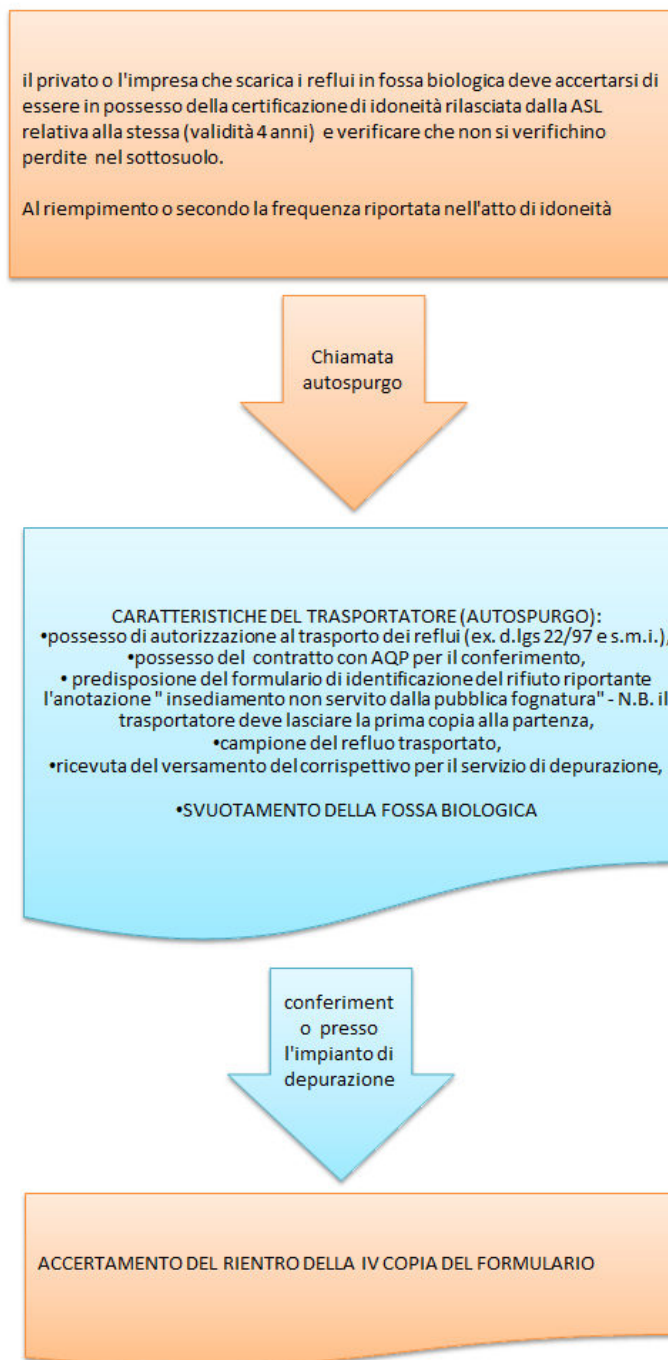 il privato o l'impresa che scarica i reflui in fossa biologica deve accertarsi di
essere in possesso della certificazione di idoneità rilasciata dalla ASL
relativa alla stessa (validità 4 anni) e verificare che non si verifichino
perdite nel sottosuolo.
Al riempimento o secondo la frequenza riportata nell'atto di idoneità
Chiamata
autospurgo
CARATTERISTICHE DEL TRASPORTATORE (AUTOSPURGO):
•possesso di autorizzazione al trasporto dei reflui (ex. d.lgs 22/97 e s.m.i.),
•possesso del contratto con AQP per il conferimento,
• predisposizione del formulario di identificazione del rifiuto riportante
l'anotazione " insediamento non servito dalla pubblica fognatura" - N.B. il
trasportatore deve lasciare la prima copia alla partenza,
•campione del refluo trasportato,
•ricevuta del versamento del corrispettivo per il servizio di depurazione,
•SVUOTAMENTO DELLA FOSSA BIOLOGICA
conferiment
o presso
l'impianto di
depurazione
ACCERTAMENTO DEL RIENTRO DELLA IV COPIA DEL FORMULARIO